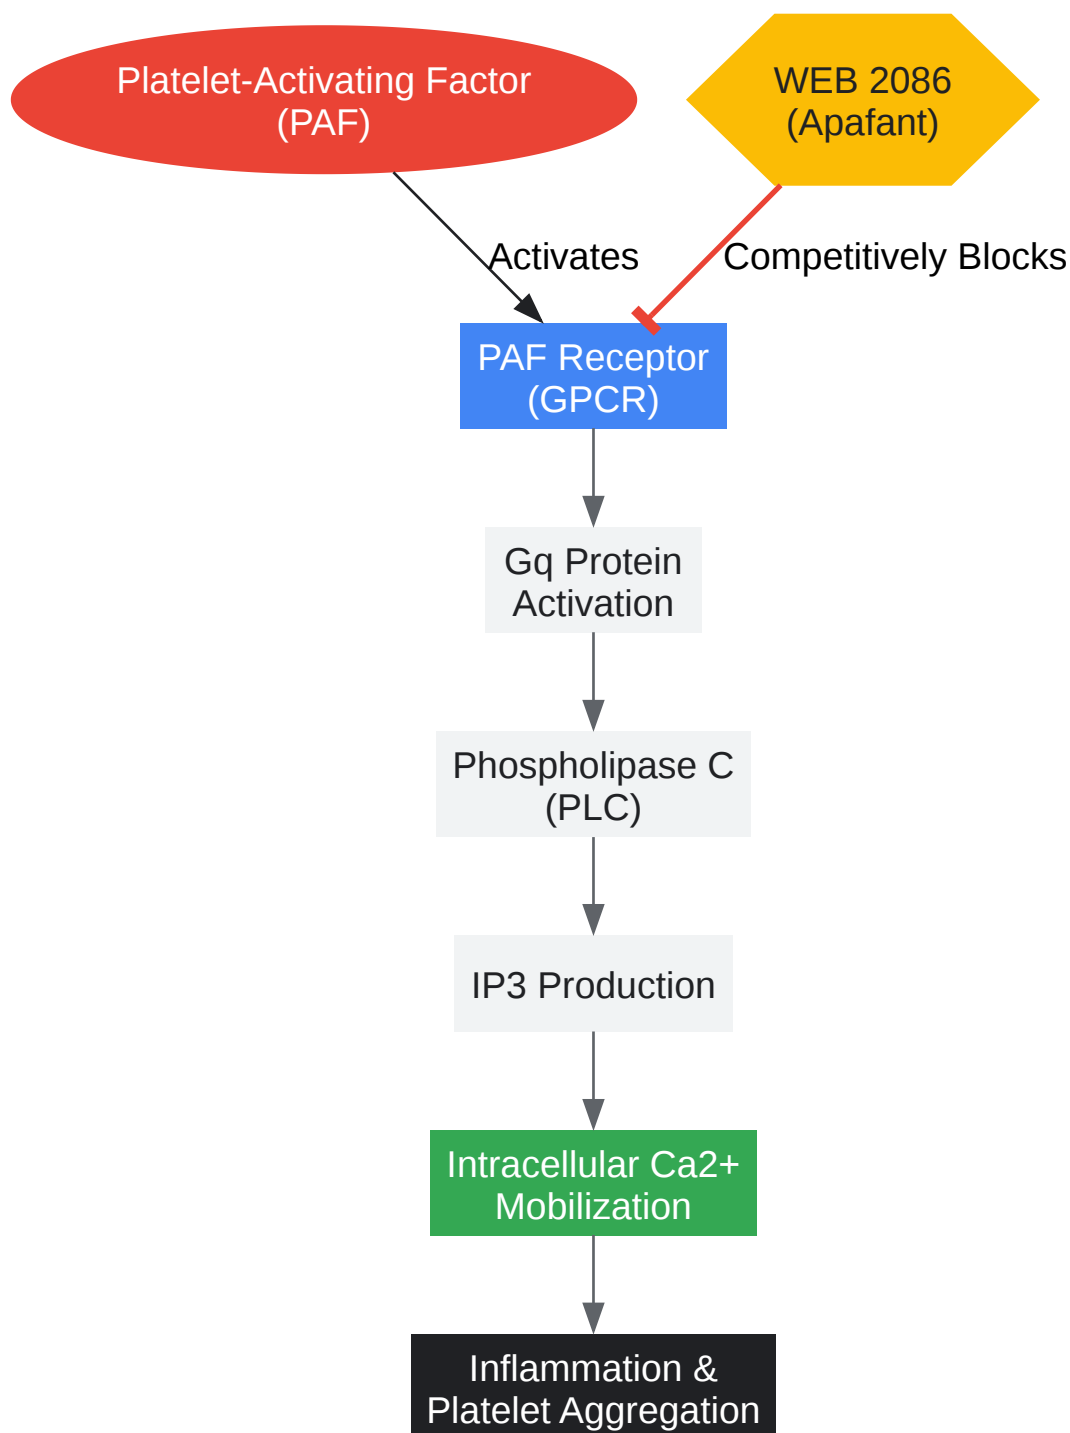 Platelet-Activating Factor
(PAF)
WEB 2086
(Apafant)
Activates
Competitively Blocks
PAF Receptor
(GPCR)
Gq Protein
Activation
Phospholipase C
(PLC)
IP3 Production
Intracellular Ca2+
Mobilization
Inflammation &
Platelet Aggregation